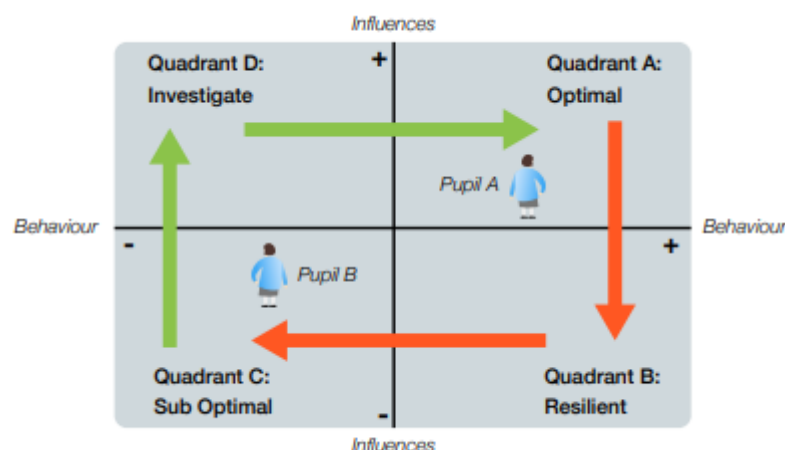 Influences
Quadrant D:
Investigate
+
Quadrant A:
Optimal
Pupil A
Behaviour
-
+
Behaviour
Pupil B
Quadrant C:
Sub Optimal
-
Quadrant B:
Resilient
Influences